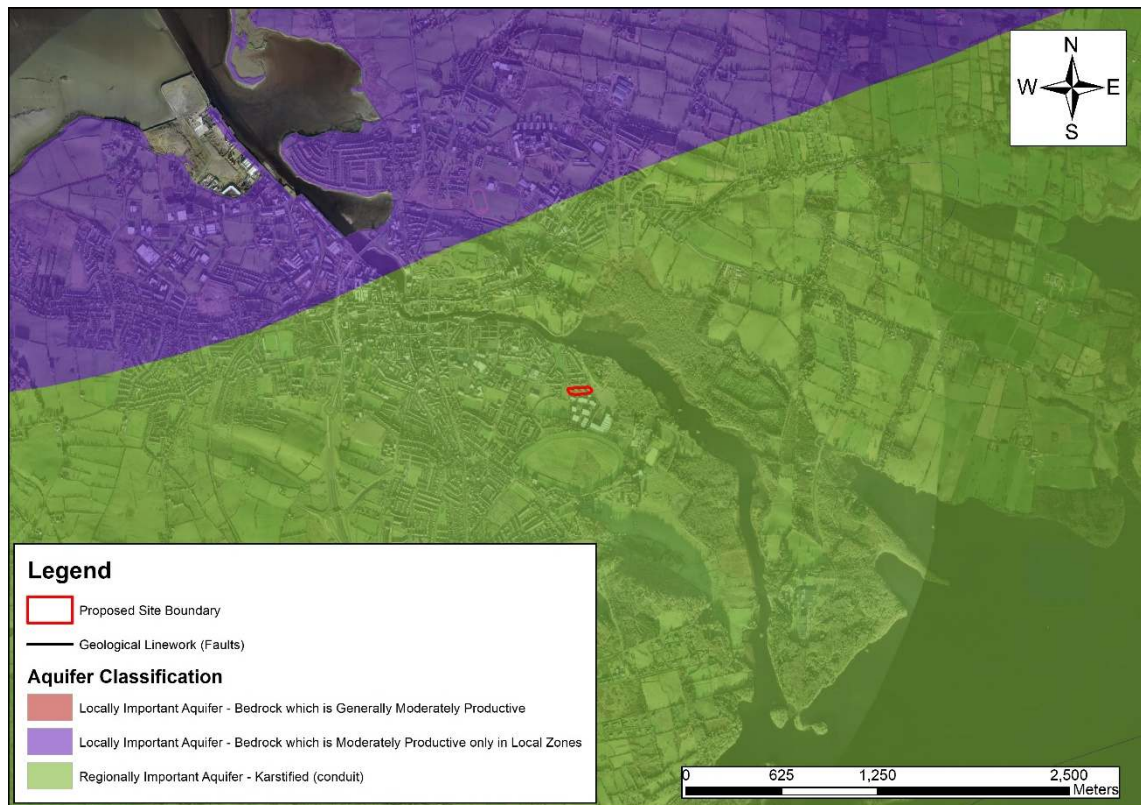 N
W E
S
Legend
Proposed Site Boundary
Geological Linework (Faults)
Aquifer Classification
Locally Important Aquifer - Bedrock which is Generally Moderately Productive
Locally Important Aquifer - Bedrock which is Moderately Productive only in Local Zones
Regionally Important Aquifer - Karstified (conduit)
0 625 1,250 2,500
Meters